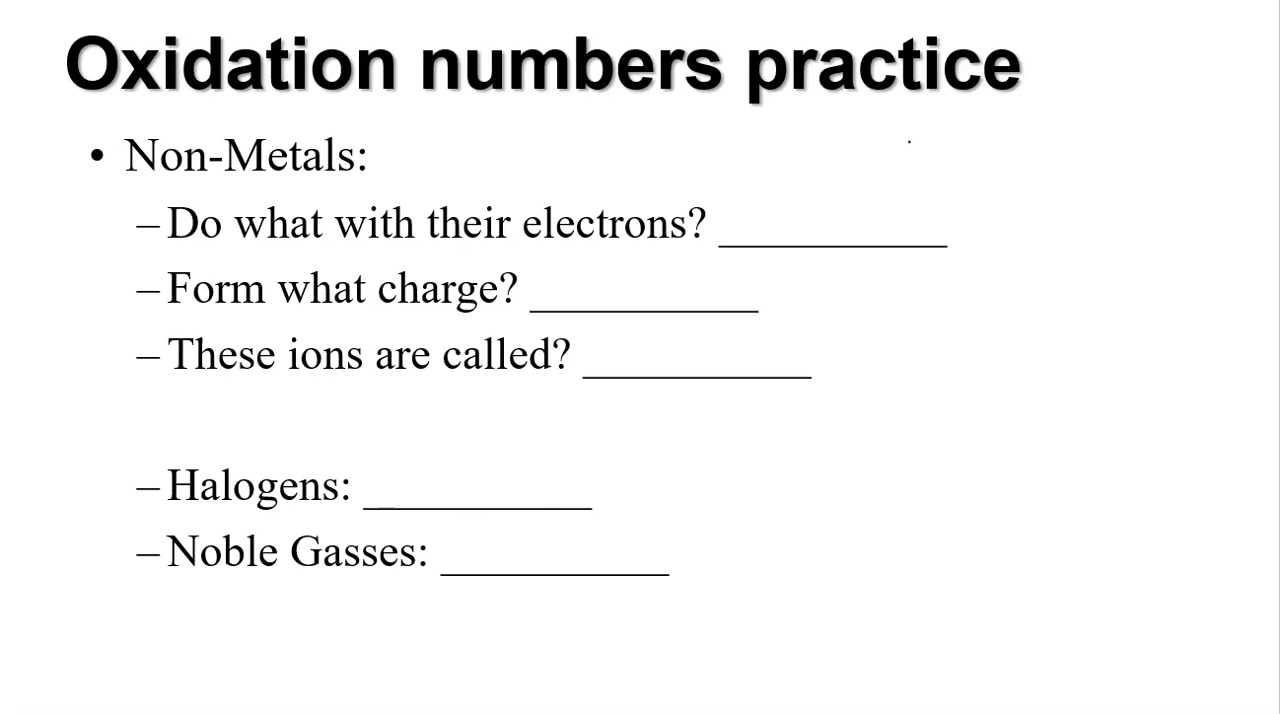 Oxidation numbers practice
• Non-Metals:
– Do what with their electrons? __________
– Form what charge? __________
– These ions are called? __________
– Halogens: __________
– Noble Gasses: __________